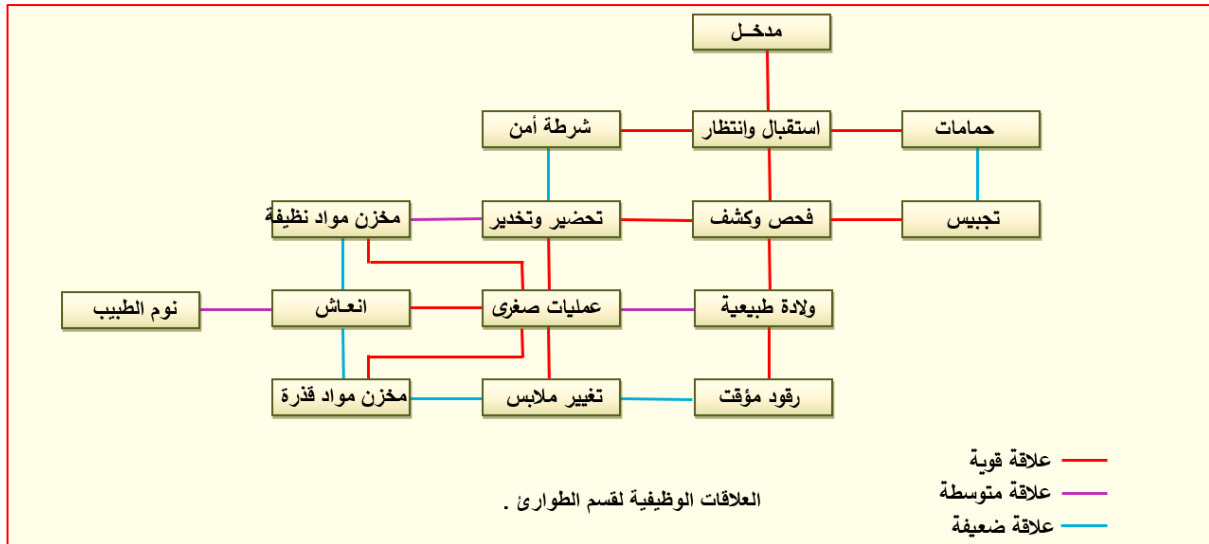 مدخــل
حمامات
استقبال وانتظار
شرطة أمن
تجبيس
فحص وكشف
تحضير وتخدير
مخزن مواد نظيفة
ولادة طبيعية
عمليات صغرى
انعـاش
نوم الطبيب
رقود مؤقت
تغيير ملابس
مخزن مواد قذرة
علاقة قوية
علاقة متوسطة
علاقة ضعيفة
العلاقات الوظيفية لقسم الطوارئ .